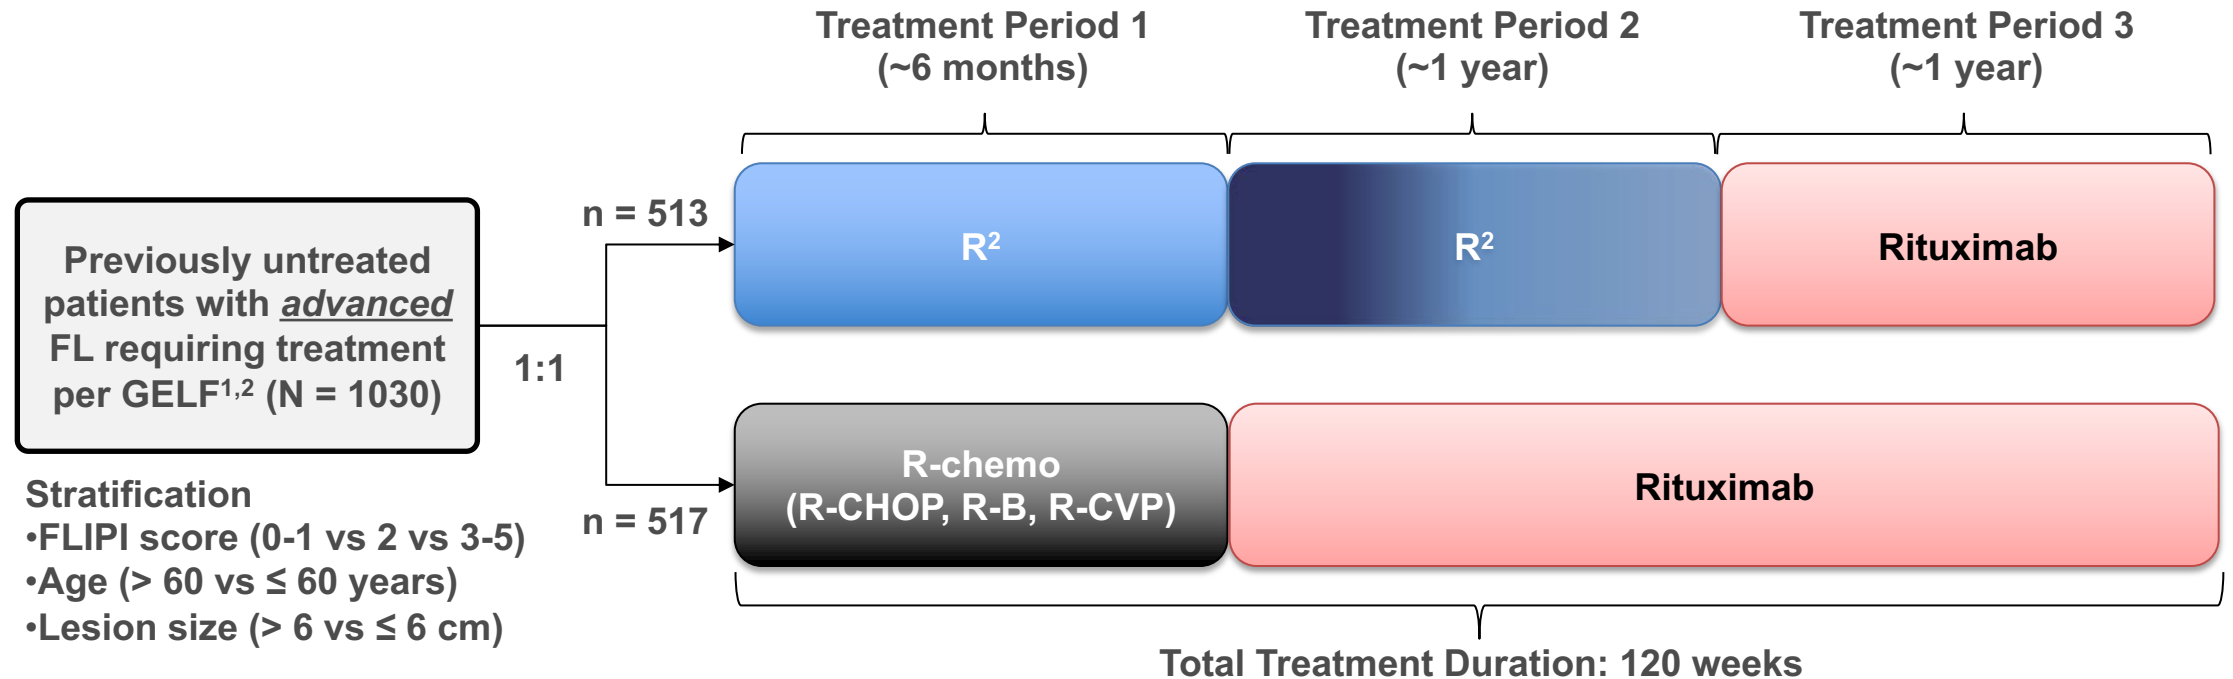 Treatment Period 1
(~6 months)
Treatment Period 2
(~1 year)
Treatment Period 3
(~1 year)
Previously untreated
patients with advanced
FL requiring treatment
per GELF¹,² (N = 1030)
1:1
n = 513
R²
R²
Rituximab
n = 517
R-chemo
(R-CHOP, R-B, R-CVP)
Rituximab
Stratification
•FLIPI score (0-1 vs 2 vs 3-5)
•Age (> 60 vs ≤ 60 years)
•Lesion size (> 6 vs ≤ 6 cm)
Total Treatment Duration: 120 weeks